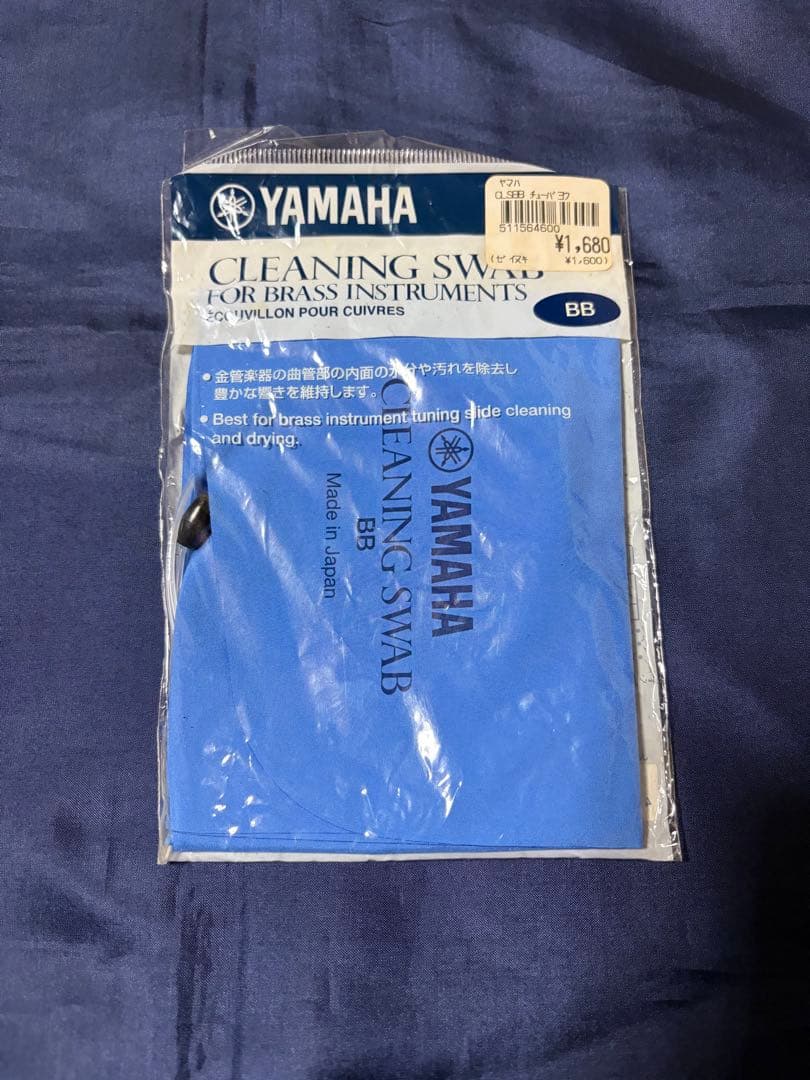 YAMAHA
ヤマハ
CLSBB チューバヨウ
511564600
¥1,680
(ゼイヌキ ¥1,600)
CLEANING SWAB
FOR BRASS INSTRUMENTS
ÉCOUVILLON POUR CUIVRES
BB
● 金管楽器の曲管部の内面の水分や汚れを除去し
豊かな響きを維持します。
● Best for brass instrument tuning slide cleaning
and drying.
YAMAHA
CLEANING SWAB
BB
Made in Japan